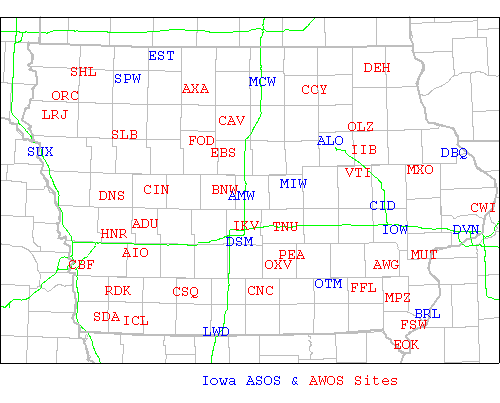 EST
DEH
SHL
SPW
MCW
AXA
CCY
ORC
LRJ
CAV
OLZ
SLB
FOD
ALO
EBS
IIB
SUX
DBQ
VTI
MXO
MIW
CIN
BNW
DNS
AMW
CID
CWI
ADU
IKV
TNU
IOW
DVN
HNR
DSM
AIO
PEA
MUT
CBF
OXV
AWG
OTM
FFL
RDK
CSQ
CNC
MPZ
BRL
SDA
ICL
FSW
LWD
EOK
Iowa ASOS & AWOS Sites